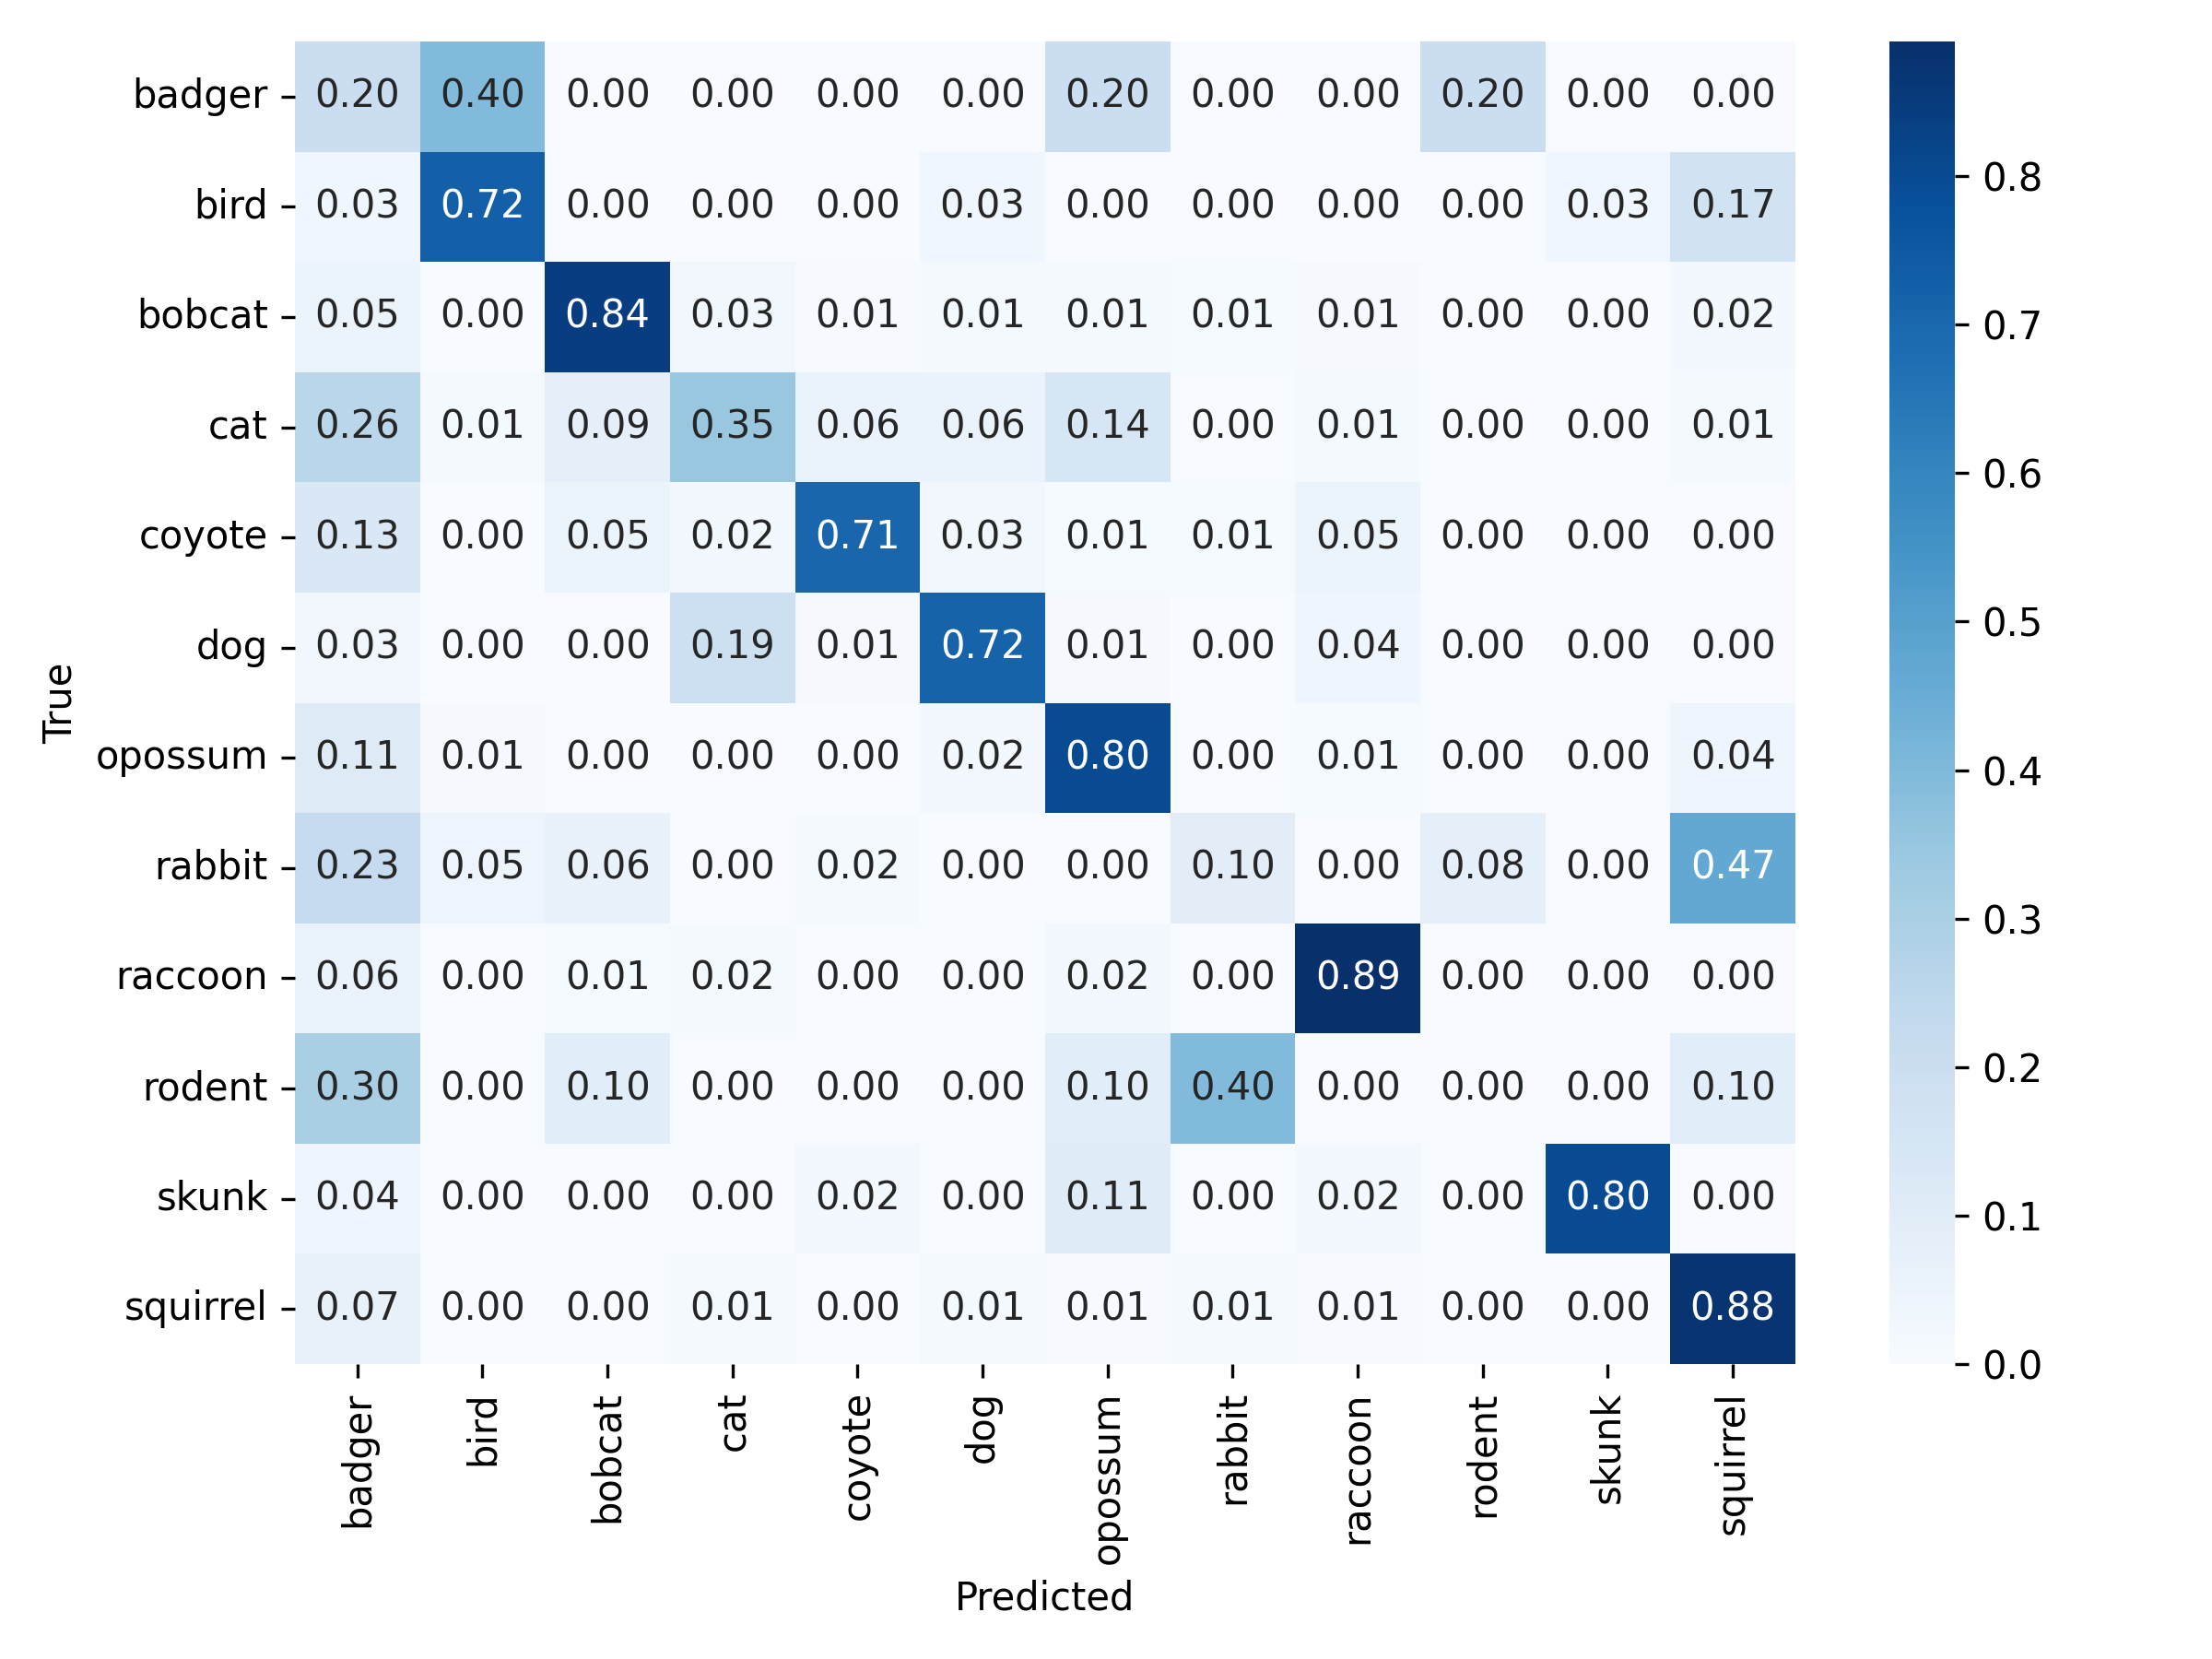 badger 0.20 0.40 0.00 0.00 0.00 0.00 0.20 0.00 0.00 0.20 0.00 0.00
bird 0.03 0.72 0.00 0.00 0.00 0.03 0.00 0.00 0.00 0.00 0.03 0.17
bobcat 0.05 0.00 0.84 0.03 0.01 0.01 0.01 0.01 0.01 0.00 0.00 0.02
cat 0.26 0.01 0.09 0.35 0.06 0.06 0.14 0.00 0.01 0.00 0.00 0.01
coyote 0.13 0.00 0.05 0.02 0.71 0.03 0.01 0.01 0.05 0.00 0.00 0.00
dog 0.03 0.00 0.00 0.19 0.01 0.72 0.01 0.00 0.04 0.00 0.00 0.00
opossum 0.11 0.01 0.00 0.00 0.00 0.02 0.80 0.00 0.01 0.00 0.00 0.04
rabbit 0.23 0.05 0.06 0.00 0.02 0.00 0.00 0.10 0.00 0.08 0.00 0.47
raccoon 0.06 0.00 0.01 0.02 0.00 0.00 0.02 0.00 0.89 0.00 0.00 0.00
rodent 0.30 0.00 0.10 0.00 0.00 0.00 0.10 0.40 0.00 0.00 0.00 0.10
skunk 0.04 0.00 0.00 0.00 0.02 0.00 0.11 0.00 0.02 0.00 0.80 0.00
squirrel 0.07 0.00 0.00 0.01 0.00 0.01 0.01 0.01 0.01 0.00 0.00 0.88
True
badger bird bobcat cat coyote dog opossum rabbit raccoon rodent skunk squirrel
Predicted
0.8
0.7
0.6
0.5
0.4
0.3
0.2
0.1
0.0